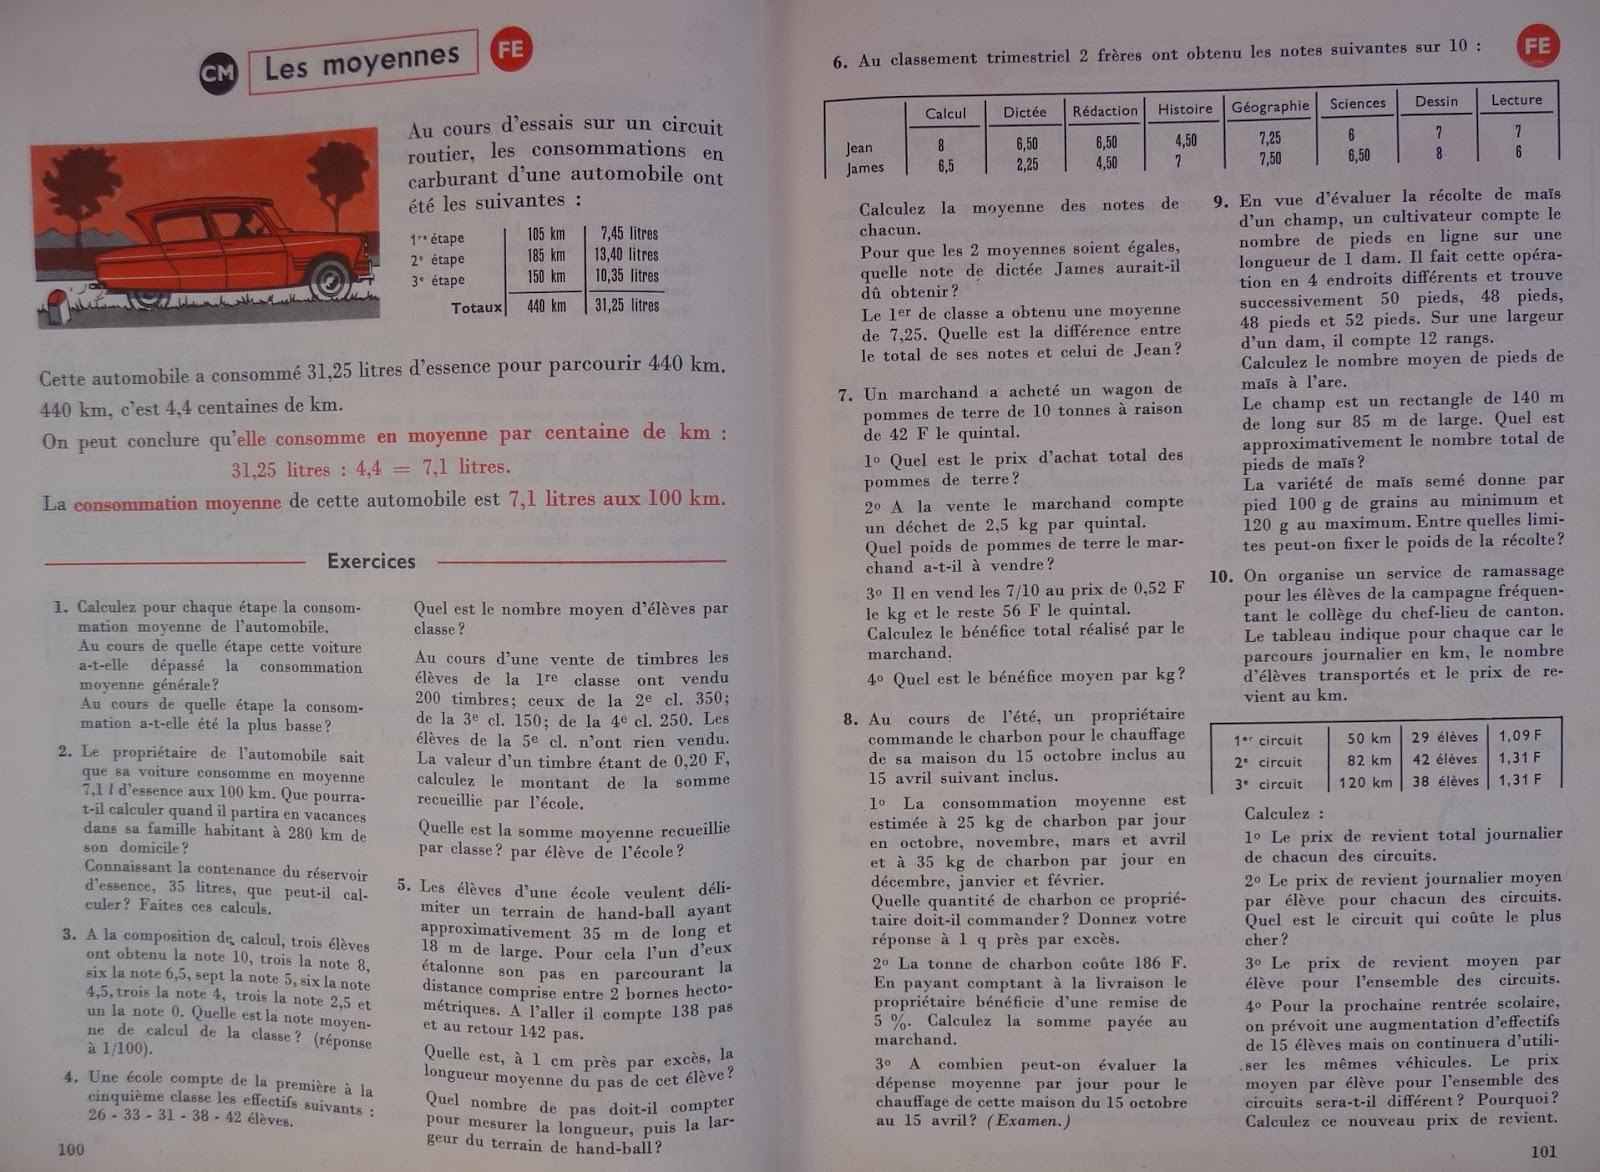 CM Les moyennes FE
Au cours d'essais sur un circuit
routier, les consommations en
carburant d'une automobile ont
été les suivantes :
1re étape 105 km 7,45 litres
2e étape 185 km 13,40 litres
3e étape 150 km 10,35 litres
Totaux 440 km 31,25 litres
Cette automobile a consommé 31,25 litres d'essence pour parcourir 440 km.
440 km, c'est 4,4 centaines de km.
On peut conclure qu'elle consomme en moyenne par centaine de km :
31,25 litres : 4,4 = 7,1 litres.
La consommation moyenne de cette automobile est 7,1 litres aux 100 km.
Exercices
1. Calculez pour chaque étape la consom-
mation moyenne de l'automobile.
Au cours de quelle étape cette voiture
a-t-elle dépassé la consommation
moyenne générale?
Au cours de quelle étape la consom-
mation a-t-elle été la plus basse?
2. Le propriétaire de l'automobile sait
que sa voiture consomme en moyenne
7,1 l d'essence aux 100 km. Que pourra-
t-il calculer quand il partira en vacances
dans sa famille habitant à 280 km de
son domicile?
Connaissant la contenance du réservoir
d'essence, 35 litres, que peut-il cal-
culer? Faites ces calculs.
3. A la composition de calcul, trois élèves
ont obtenu la note 10, trois la note 8,
six la note 6,5, sept la note 5, six la note
4,5, trois la note 4, trois la note 2,5 et
un la note 0. Quelle est la note moyen-
ne de calcul de la classe? (réponse
à 1/100).
4. Une école compte de la première à la
cinquième classe les effectifs suivants :
26 - 33 - 31 - 38 - 42 élèves.
100
Quel est le nombre moyen d'élèves par
classe?
Au cours d'une vente de timbres les
élèves de la 1re classe ont vendu
200 timbres; ceux de la 2e cl. 350;
de la 3e cl. 150; de la 4e cl. 250. Les
élèves de la 5e cl. n'ont rien vendu.
La valeur d'un timbre étant de 0,20 F,
calculez le montant de la somme
recueillie par l'école.
Quelle est la somme moyenne recueillie
par classe? par élève de l'école?
5. Les élèves d'une école veulent déli-
miter un terrain de hand-ball ayant
approximativement 35 m de long et
18 m de large. Pour cela l'un d'eux
étalonne son pas en parcourant la
distance comprise entre 2 bornes hecto-
métriques. A l'aller il compte 138 pas
et au retour 142 pas.
Quelle est, à 1 cm près par excès, la
longueur moyenne du pas de cet élève?
Quel nombre de pas doit-il compter
pour mesurer la longueur, puis la lar-
geur du terrain de hand-ball?
6. Au classement trimestriel 2 frères ont obtenu les notes suivantes sur 10 : FE
Calcul Dictée Rédaction Histoire Géographie Sciences Dessin Lecture
Jean 8 6,50 6,50 4,50 7,25 6 7 7
James 6,5 2,25 4,50 7 7,50 6,50 8 6
Calculez la moyenne des notes de
chacun.
Pour que les 2 moyennes soient égales,
quelle note de dictée James aurait-il
dû obtenir?
Le 1er de classe a obtenu une moyenne
de 7,25. Quelle est la différence entre
le total de ses notes et celui de Jean?
7. Un marchand a acheté un wagon de
pommes de terre de 10 tonnes à raison
de 42 F le quintal.
1o Quel est le prix d'achat total des
pommes de terre?
2o A la vente le marchand compte
un déchet de 2,5 kg par quintal.
Quel poids de pommes de terre le mar-
chand a-t-il à vendre?
3o Il en vend les 7/10 au prix de 0,52 F
le kg et le reste 56 F le quintal.
Calculez le bénéfice total réalisé par le
marchand.
4o Quel est le bénéfice moyen par kg?
8. Au cours de l'été, un propriétaire
commande le charbon pour le chauffage
de sa maison du 15 octobre inclus au
15 avril suivant inclus.
1o La consommation moyenne est
estimée à 25 kg de charbon par jour
en octobre, novembre, mars et avril
et à 35 kg de charbon par jour en
décembre, janvier et février.
Quelle quantité de charbon ce proprié-
taire doit-il commander? Donnez votre
réponse à 1 q près par excès.
2o La tonne de charbon coûte 186 F.
En payant comptant à la livraison le
propriétaire bénéficie d'une remise de
5 %. Calculez la somme payée au
marchand.
3o A combien peut-on évaluer la
dépense moyenne par jour pour le
chauffage de cette maison du 15 octobre
au 15 avril? (Examen.)
9. En vue d'évaluer la récolte de maïs
d'un champ, un cultivateur compte le
nombre de pieds en ligne sur une
longueur de 1 dam. Il fait cette opéra-
tion en 4 endroits différents et trouve
successivement 50 pieds, 48 pieds,
48 pieds et 52 pieds. Sur une largeur
d'un dam, il compte 12 rangs.
Calculez le nombre moyen de pieds de
maïs à l'are.
Le champ est un rectangle de 140 m
de long sur 85 m de large. Quel est
approximativement le nombre total de
pieds de maïs?
La variété de maïs semé donne par
pied 100 g de grains au minimum et
120 g au maximum. Entre quelles limi-
tes peut-on fixer le poids de la récolte?
10. On organise un service de ramassage
pour les élèves de la campagne fréquen-
tant le collège du chef-lieu de canton.
Le tableau indique pour chaque car le
parcours journalier en km, le nombre
d'élèves transportés et le prix de re-
vient au km.
1er circuit 50 km 29 élèves 1,09 F
2e circuit 82 km 42 élèves 1,31 F
3e circuit 120 km 38 élèves 1,31 F
Calculez :
1o Le prix de revient total journalier
de chacun des circuits.
2o Le prix de revient journalier moyen
par élève pour chacun des circuits.
Quel est le circuit qui coûte le plus
cher?
3o Le prix de revient moyen par
élève pour l'ensemble des circuits.
4o Pour la prochaine rentrée scolaire,
on prévoit une augmentation d'effectifs
de 15 élèves mais on continuera d'utili-
ser les mêmes véhicules. Le prix
moyen par élève pour l'ensemble des
circuits sera-t-il différent? Pourquoi?
Calculez ce nouveau prix de revient.
101